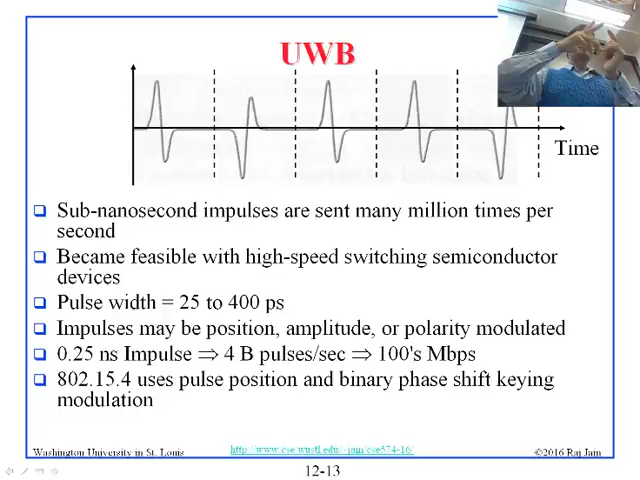 UWB
Time
❑ Sub-nanosecond impulses are sent many million times per
second
❑ Became feasible with high-speed switching semiconductor
devices
❑ Pulse width = 25 to 400 ps
❑ Impulses may be position, amplitude, or polarity modulated
❑ 0.25 ns Impulse ⇒ 4 B pulses/sec ⇒ 100's Mbps
❑ 802.15.4 uses pulse position and binary phase shift keying
modulation
Washington University in St. Louis
http://www.cse.wustl.edu/~jain/cse574-16/
©2016 Raj Jain
12-13